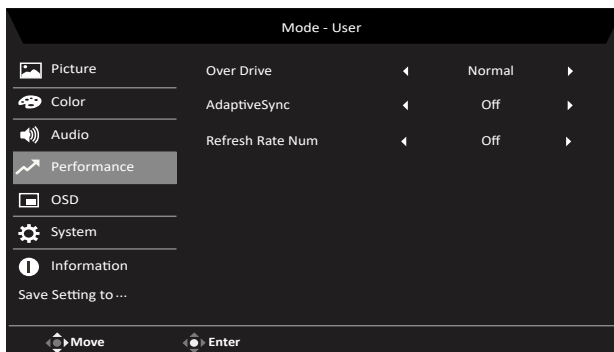 Mode - User
Picture
Color
Audio
Performance
OSD
System
Information
Save Setting to ···
Over Drive Normal
AdaptiveSync Off
Refresh Rate Num Off
Move Enter